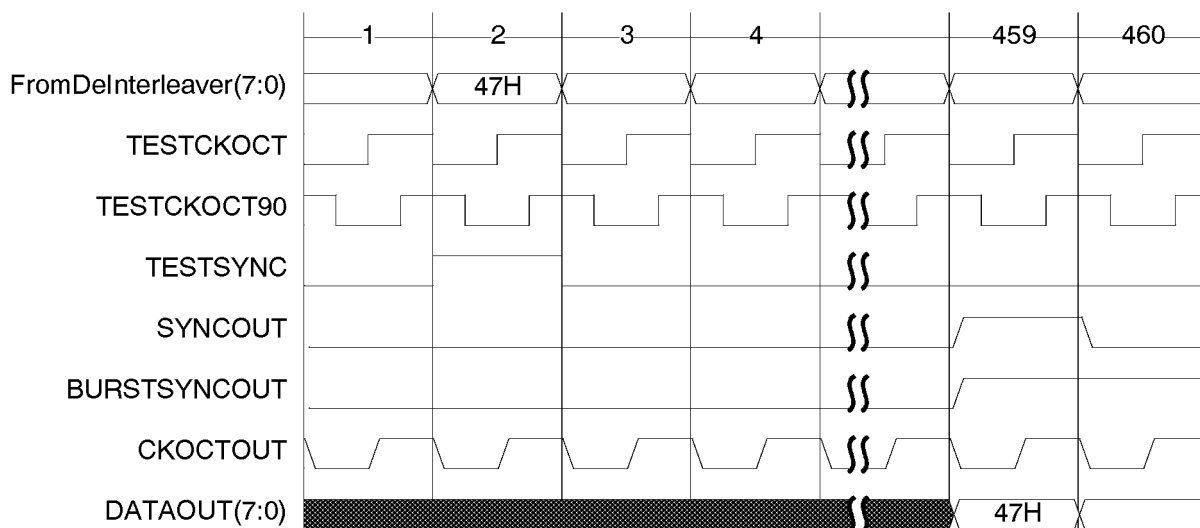 1 2 3 4 459 460
FromDeInterleaver(7:0) 47H
TESTCKOCT
TESTCKOCT90
TESTSYNC
SYNCOUT
BURSTSYNCOUT
CKOCTOUT
DATAOUT(7:0) 47H